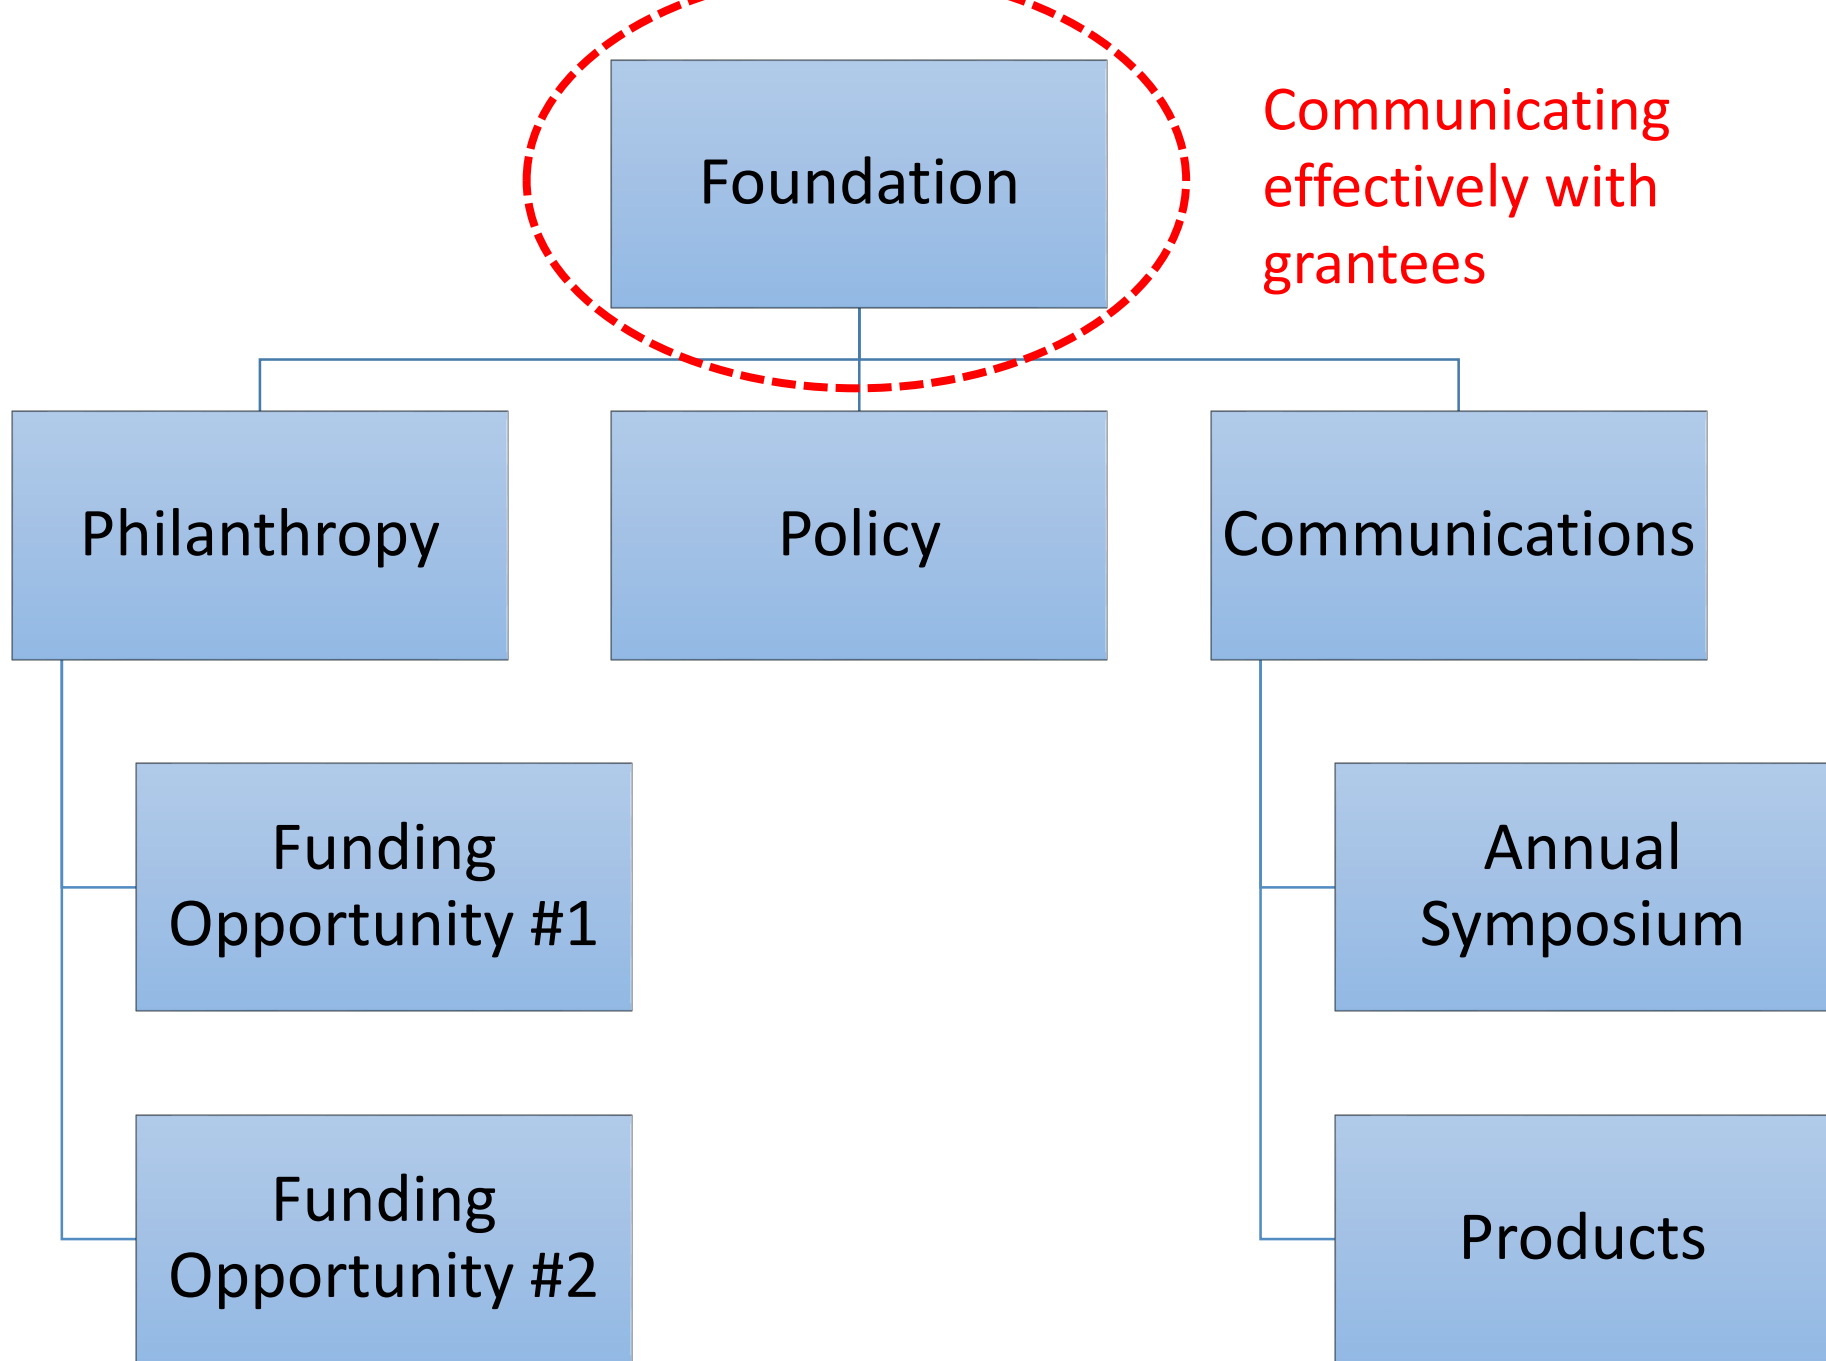 Foundation
Communicating
effectively with
grantees
Philanthropy
Policy
Communications
Funding
Opportunity #1
Annual
Symposium
Funding
Opportunity #2
Products